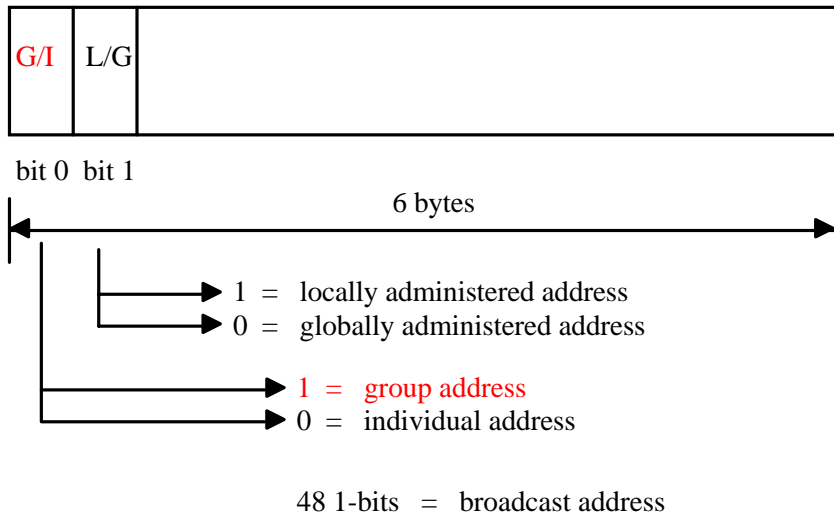 G/I L/G
bit 0 bit 1
6 bytes
1 = locally administered address
0 = globally administered address
1 = group address
0 = individual address
48 1-bits = broadcast address